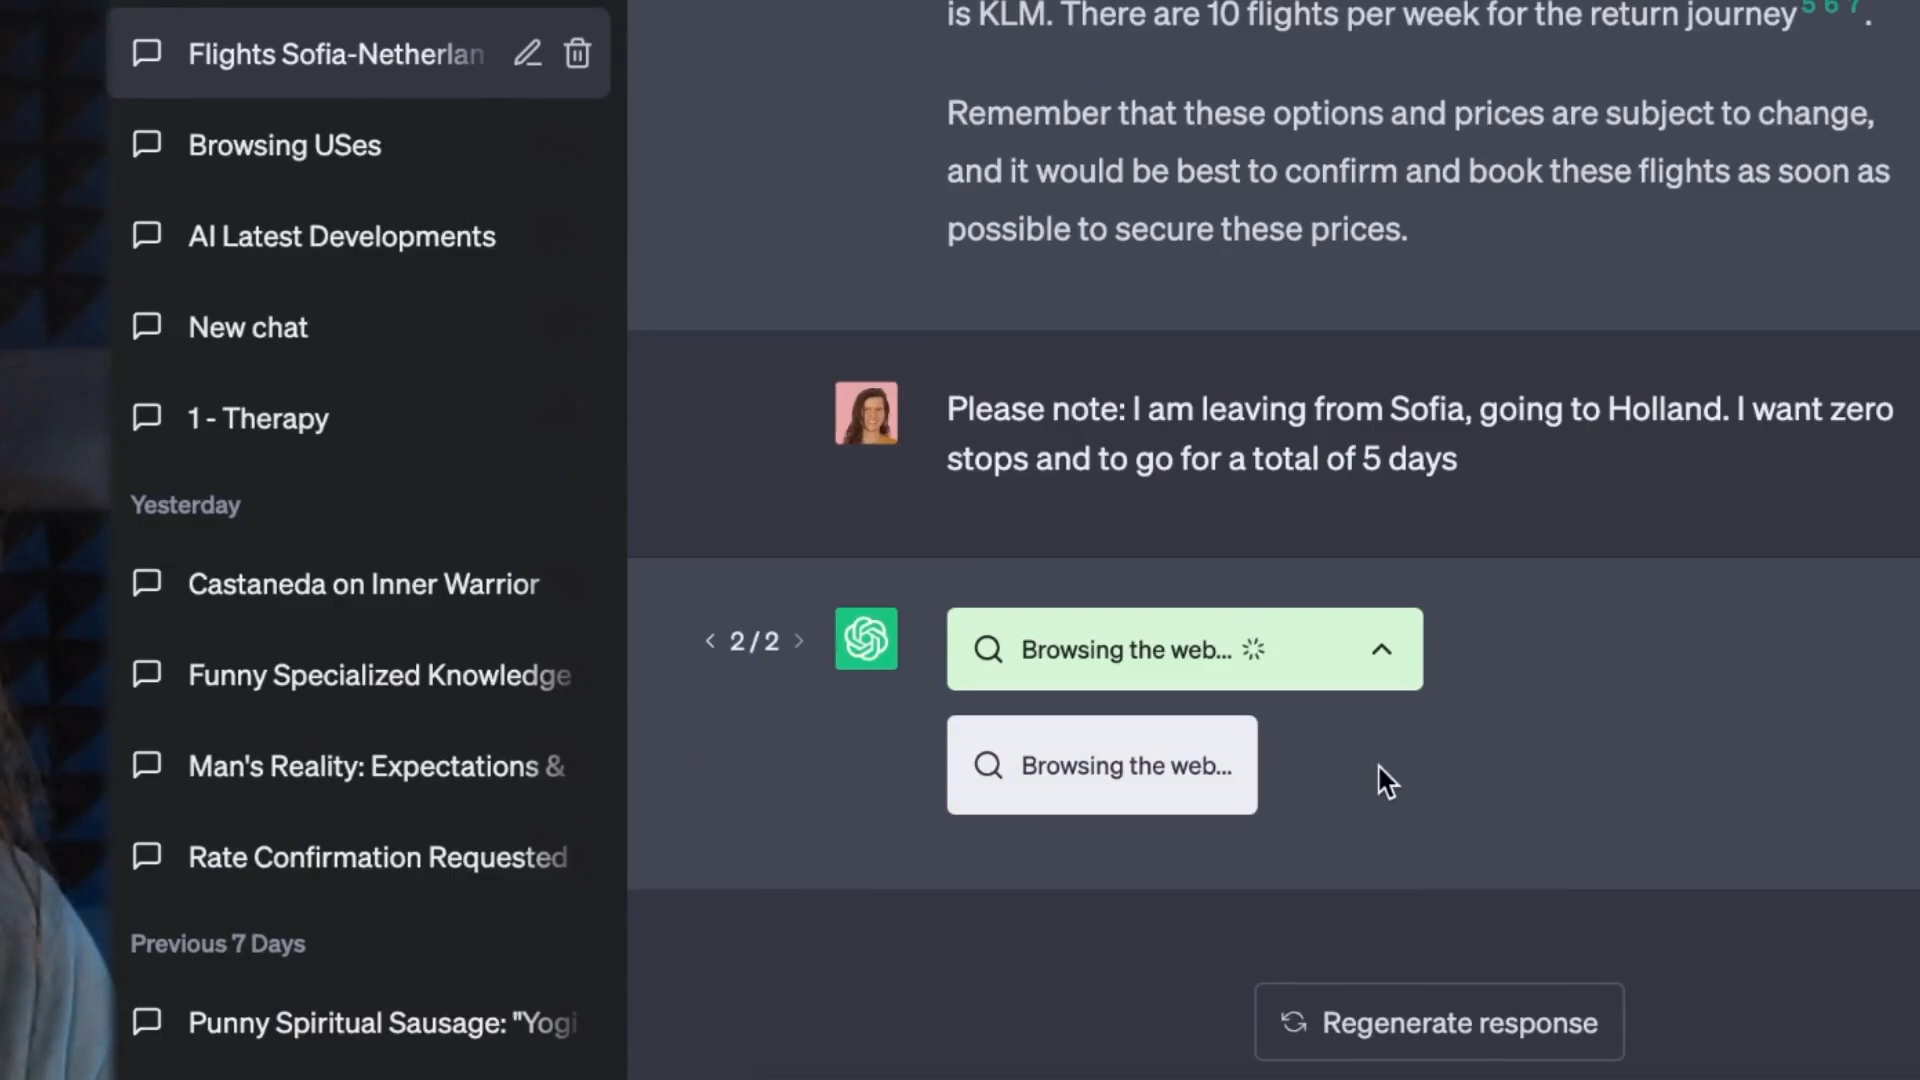 Flights Sofia-Netherlan
Browsing USes
AI Latest Developments
New chat
1 - Therapy
Yesterday
Castaneda on Inner Warrior
Funny Specialized Knowledge
Man's Reality: Expectations &
Rate Confirmation Requested
Previous 7 Days
Punny Spiritual Sausage: "Yogi
is KLM. There are 10 flights per week for the return journey 5 6 7.
Remember that these options and prices are subject to change,
and it would be best to confirm and book these flights as soon as
possible to secure these prices.
Please note: I am leaving from Sofia, going to Holland. I want zero
stops and to go for a total of 5 days
< 2 / 2 >
Browsing the web...
Browsing the web...
Regenerate response